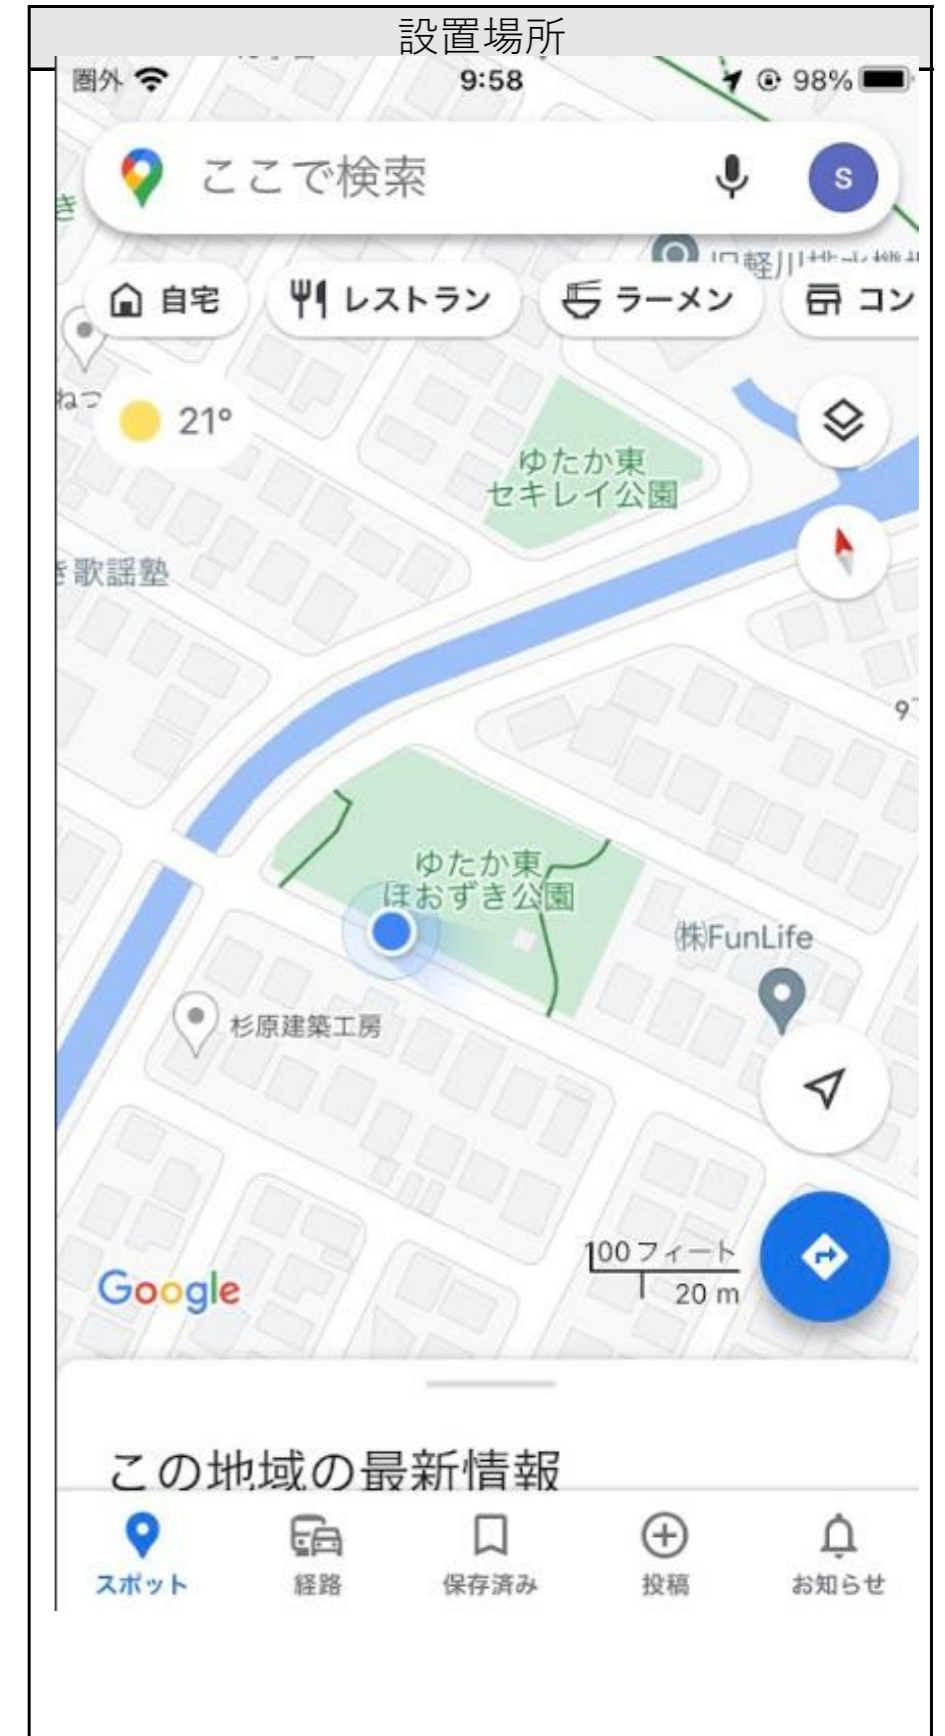 設置場所
圏外 9:58 98%
ここで検索 S
自宅 レストラン ラーメン コン
21°
ゆたか東
セキレイ公園
歌謡塾
ゆたか東
ほおずき公園
㈱FunLife
杉原建築工房
100 フィート
20 m
Google
この地域の最新情報
スポット 経路 保存済み 投稿 お知らせ